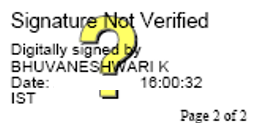 Signature Not Verified
Digitally signed by
BHUVANESHWARI K
Date: 16:00:32
IST
Page 2 of 2